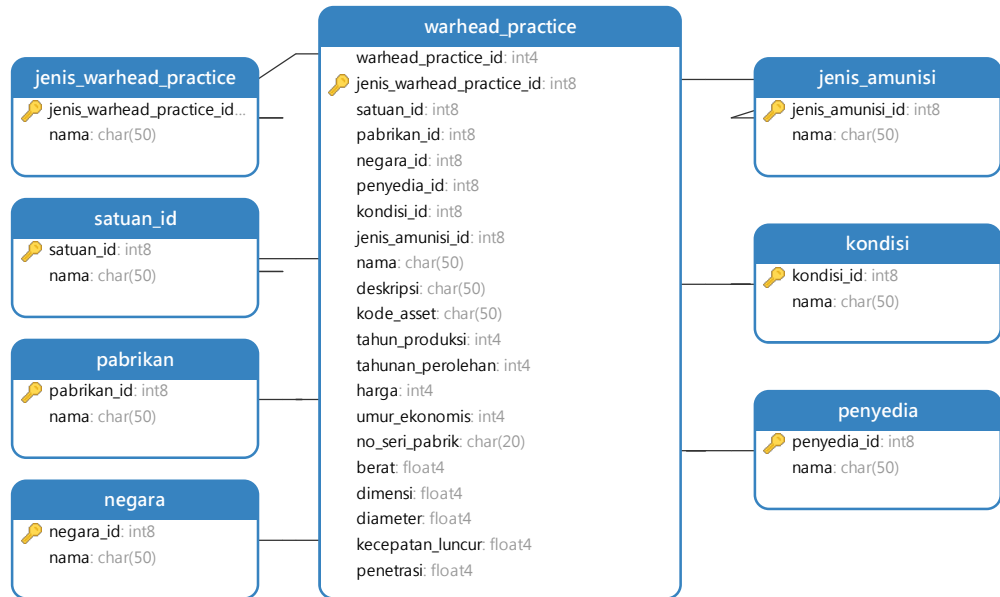 jenis_warhead_practice
jenis_warhead_practice_id...
nama: char(50)
satuan_id
satuan_id: int8
nama: char(50)
pabrikan
pabrikan_id: int8
nama: char(50)
negara
negara_id: int8
nama: char(50)
warhead_practice
warhead_practice_id: int4
jenis_warhead_practice_id: int8
satuan_id: int8
pabrikan_id: int8
negara_id: int8
penyedia_id: int8
kondisi_id: int8
jenis_amunisi_id: int8
nama: char(50)
deskripsi: char(50)
kode_asset: char(50)
tahun_produksi: int4
tahunan_perolehan: int4
harga: int4
umur_ekonomis: int4
no_seri_pabrik: char(20)
berat: float4
dimensi: float4
diameter: float4
kecepatan_luncur: float4
penetrasi: float4
jenis_amunisi
jenis_amunisi_id: int8
nama: char(50)
kondisi
kondisi_id: int8
nama: char(50)
penyedia
penyedia_id: int8
nama: char(50)